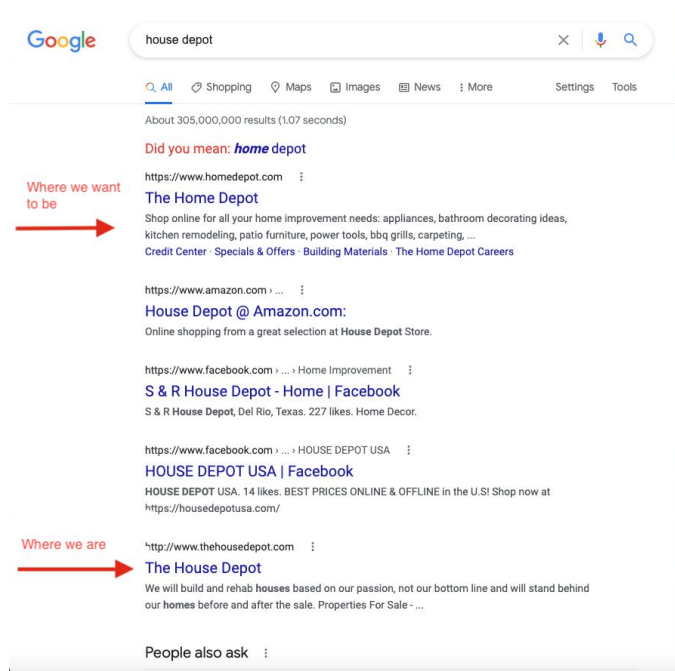 Google
house depot
All Shopping Maps Images News More Settings Tools
About 305,000,000 results (1.07 seconds)
Did you mean: home depot
https://www.homedepot.com
Where we want
to be
The Home Depot
Shop online for all your home improvement needs: appliances, bathroom decorating ideas,
kitchen remodeling, patio furniture, power tools, bbq grills, carpeting, ...
Credit Center · Specials & Offers · Building Materials · The Home Depot Careers
https://www.amazon.com › ...
House Depot @ Amazon.com:
Online shopping from a great selection at House Depot Store.
https://www.facebook.com › ... › Home Improvement
S & R House Depot - Home | Facebook
S & R House Depot, Del Rio, Texas. 227 likes. Home Decor.
https://www.facebook.com › ... › HOUSE DEPOT USA
HOUSE DEPOT USA | Facebook
HOUSE DEPOT USA. 14 likes. BEST PRICES ONLINE & OFFLINE in the U.S! Shop now at
https://housedepotusa.com/
Where we are
http://www.thehousedepot.com
The House Depot
We will build and rehab houses based on our passion, not our bottom line and will stand behind
our homes before and after the sale. Properties For Sale - ...
People also ask